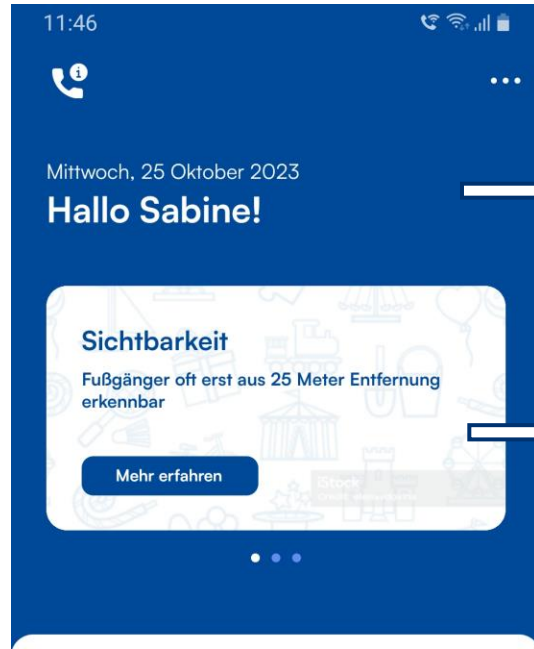 11:46
Mittwoch, 25 Oktober 2023
Hallo Sabine!
Sichtbarkeit
Fußgänger oft erst aus 25 Meter Entfernung
erkennbar
Mehr erfahren
iStock